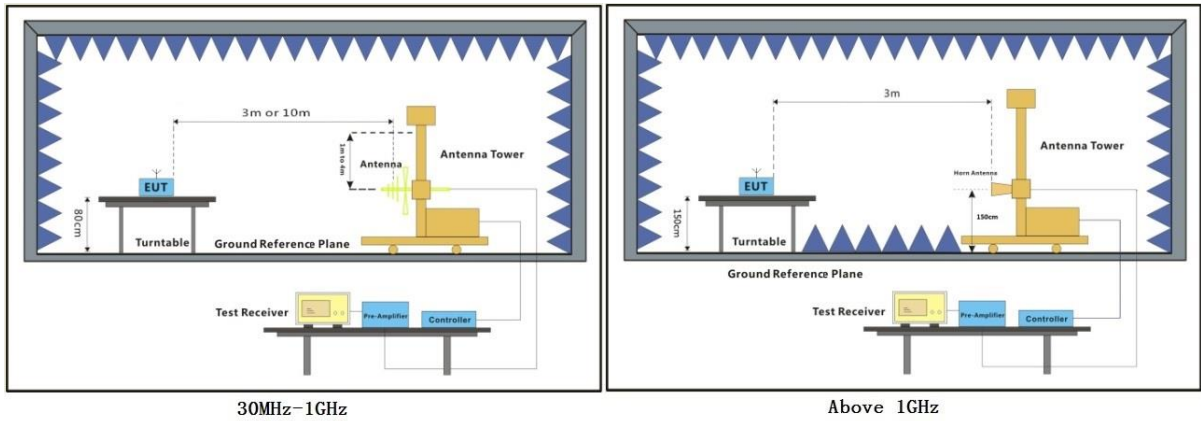 3m or 10m
1m to 4m
Antenna
Antenna Tower
EUT
80cm
Turntable
Ground Reference Plane
Test Receiver
Pre-Amplifier
Controller
30MHz-1GHz
3m
Antenna Tower
Horn Antenna
EUT
150cm
150cm
Turntable
Ground Reference Plane
Test Receiver
Pre-Amplifier
Controller
Above 1GHz